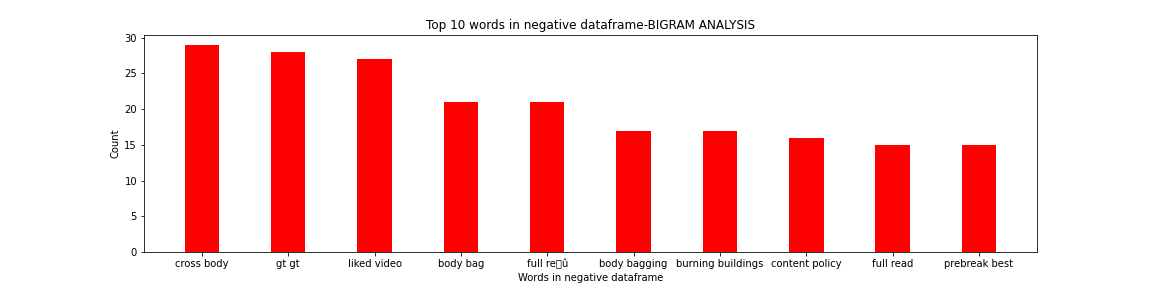 Top 10 words in negative dataframe-BIGRAM ANALYSIS
Count
30
25
20
15
10
5
0
cross body gt gt liked video body bag full re▯û body bagging burning buildings content policy full read prebreak best
Words in negative dataframe